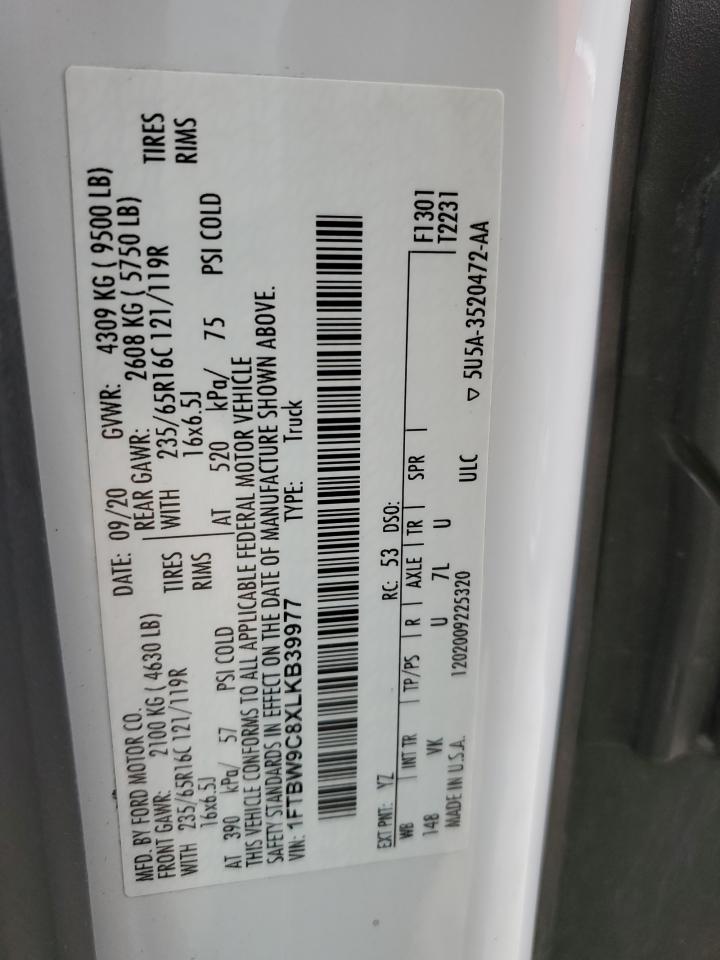 MFD. BY FORD MOTOR CO. DATE: 09/20 GVWR: 4309 KG ( 9500 LB)
FRONT GAWR: 2100 KG ( 4630 LB) REAR GAWR: 2608 KG ( 5750 LB)
WITH 235/65R16C 121/119R TIRES WITH 235/65R16C 121/119R TIRES
16x6.5J RIMS 16x6.5J RIMS
AT 390 kPa/ 57 PSI COLD AT 520 kPa/ 75 PSI COLD
THIS VEHICLE CONFORMS TO ALL APPLICABLE FEDERAL MOTOR VEHICLE
SAFETY STANDARDS IN EFFECT ON THE DATE OF MANUFACTURE SHOWN ABOVE.
VIN: 1FTBW9C8XLKB39977 TYPE: Truck
EXT PNT: YZ RC: 53 DSO:
WB INT TR TP/PS R AXLE TR SPR F1301
148 VK U 7L U T2231
MADE IN U.S.A. 1202009225320 ULC ▽ 5U5A-3520472-AA